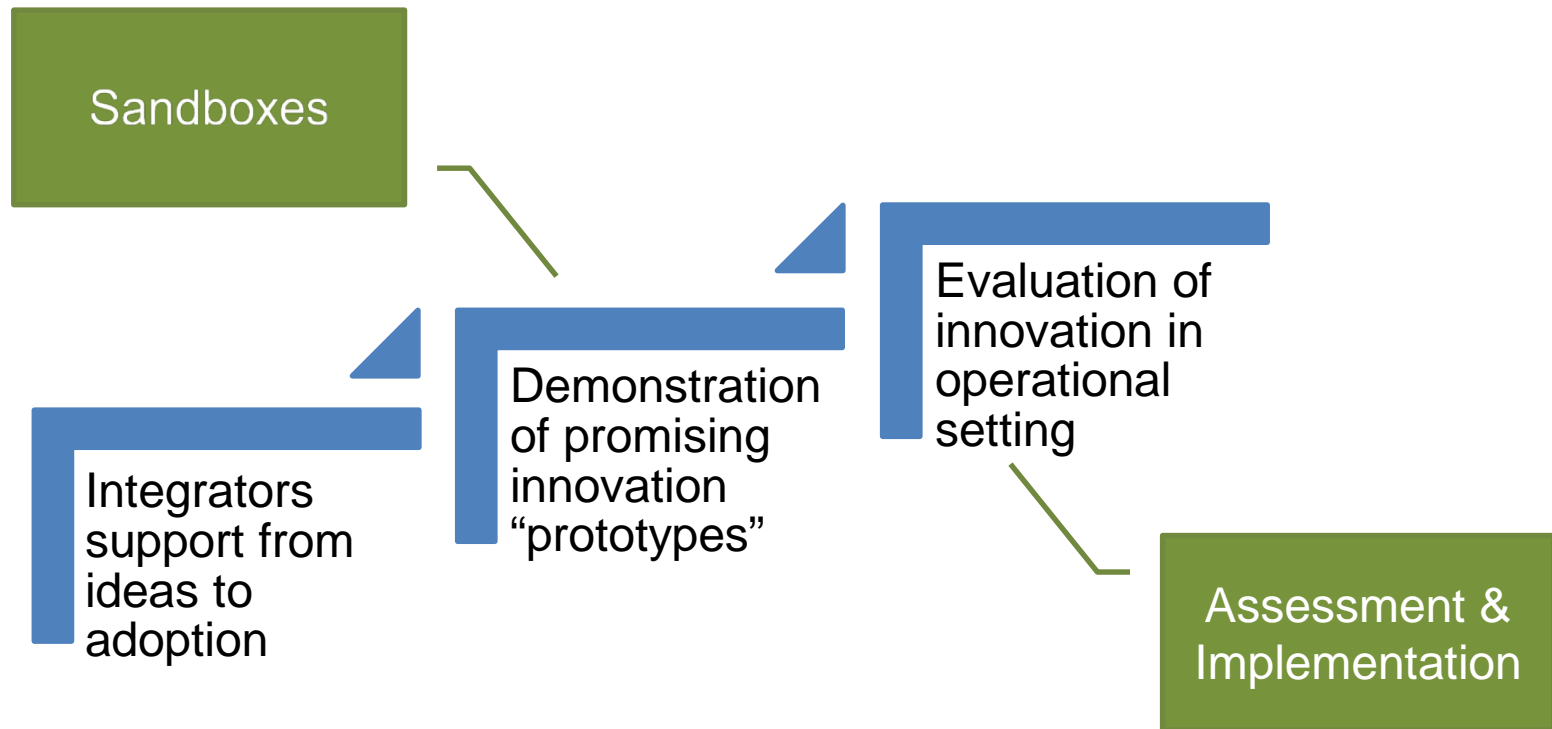 Sandboxes
Integrators
support from
ideas to
adoption
Demonstration
of promising
innovation
“prototypes”
Evaluation of
innovation in
operational
setting
Assessment &
Implementation